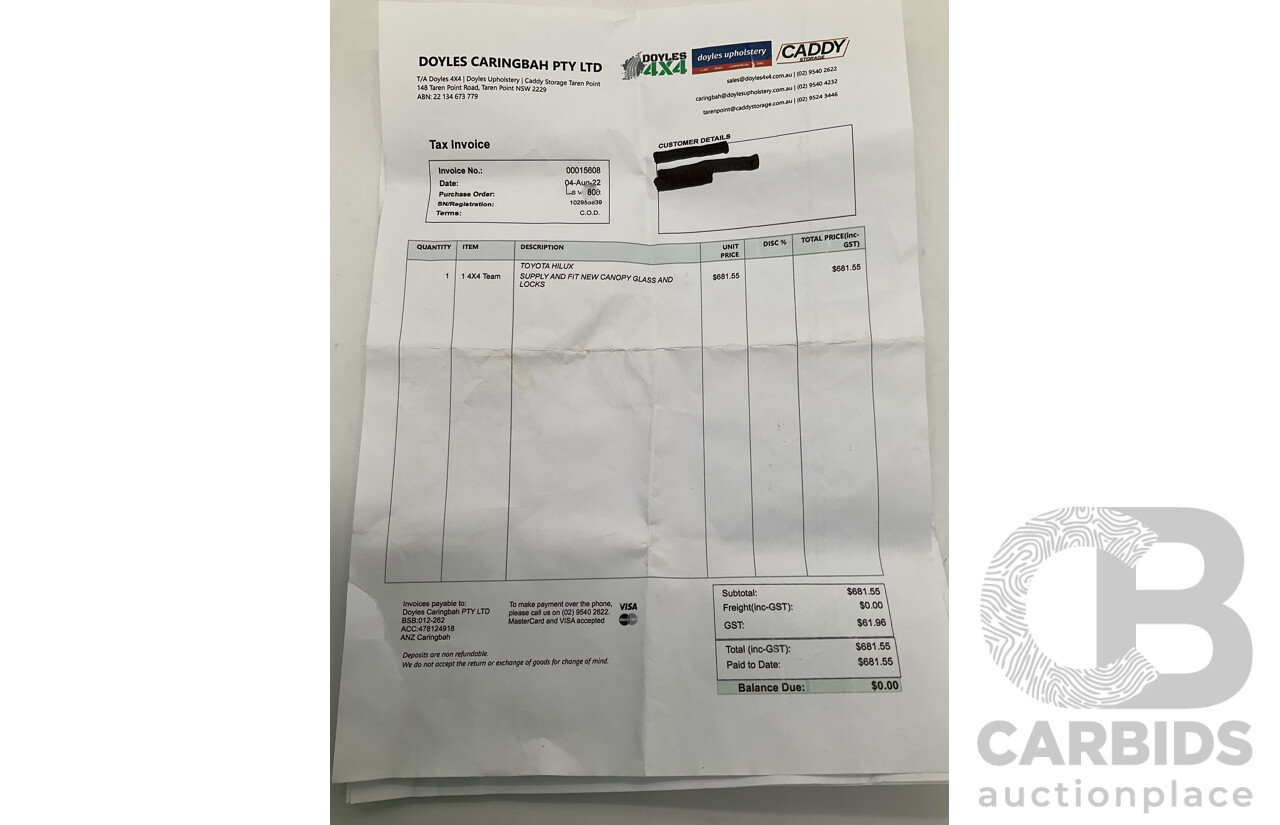 DOYLES CARINGBAH PTY LTD
T/A Doyles 4X4 | Doyles Upholstery | Caddy Storage Taren Point
148 Taren Point Road, Taren Point NSW 2229
ABN: 22 134 673 779
DOYLES
4X4
doyles upholstery
CADDY
STORAGE
sales@doyles4x4.com.au | (02) 9540 2622
caringbah@doylesupholstery.com.au | (02) 9540 4232
tarenpoint@caddystorage.com.au | (02) 9524 3446
Tax Invoice
Invoice No.: 00015608
Date: 04-Aug-22
Purchase Order:
SN/Registration:
Terms: C.O.D.
CUSTOMER DETAILS
QUANTITY ITEM DESCRIPTION UNIT PRICE DISC % TOTAL PRICE(inc-GST)
TOYOTA HILUX
1 1 4X4 Team SUPPLY AND FIT NEW CANOPY GLASS AND $681.55 $681.55
LOCKS
Invoices payable to:
Doyles Caringbah PTY LTD
BSB:012-262
ACC:478124918
ANZ Caringbah
To make payment over the phone,
please call us on (02) 9540 2622.
MasterCard and VISA accepted
VISA
Deposits are non refundable.
We do not accept the return or exchange of goods for change of mind.
Subtotal: $681.55
Freight(inc-GST): $0.00
GST: $61.96
Total (inc-GST): $681.55
Paid to Date: $681.55
Balance Due: $0.00
CB
CARBIDS
auctionplace